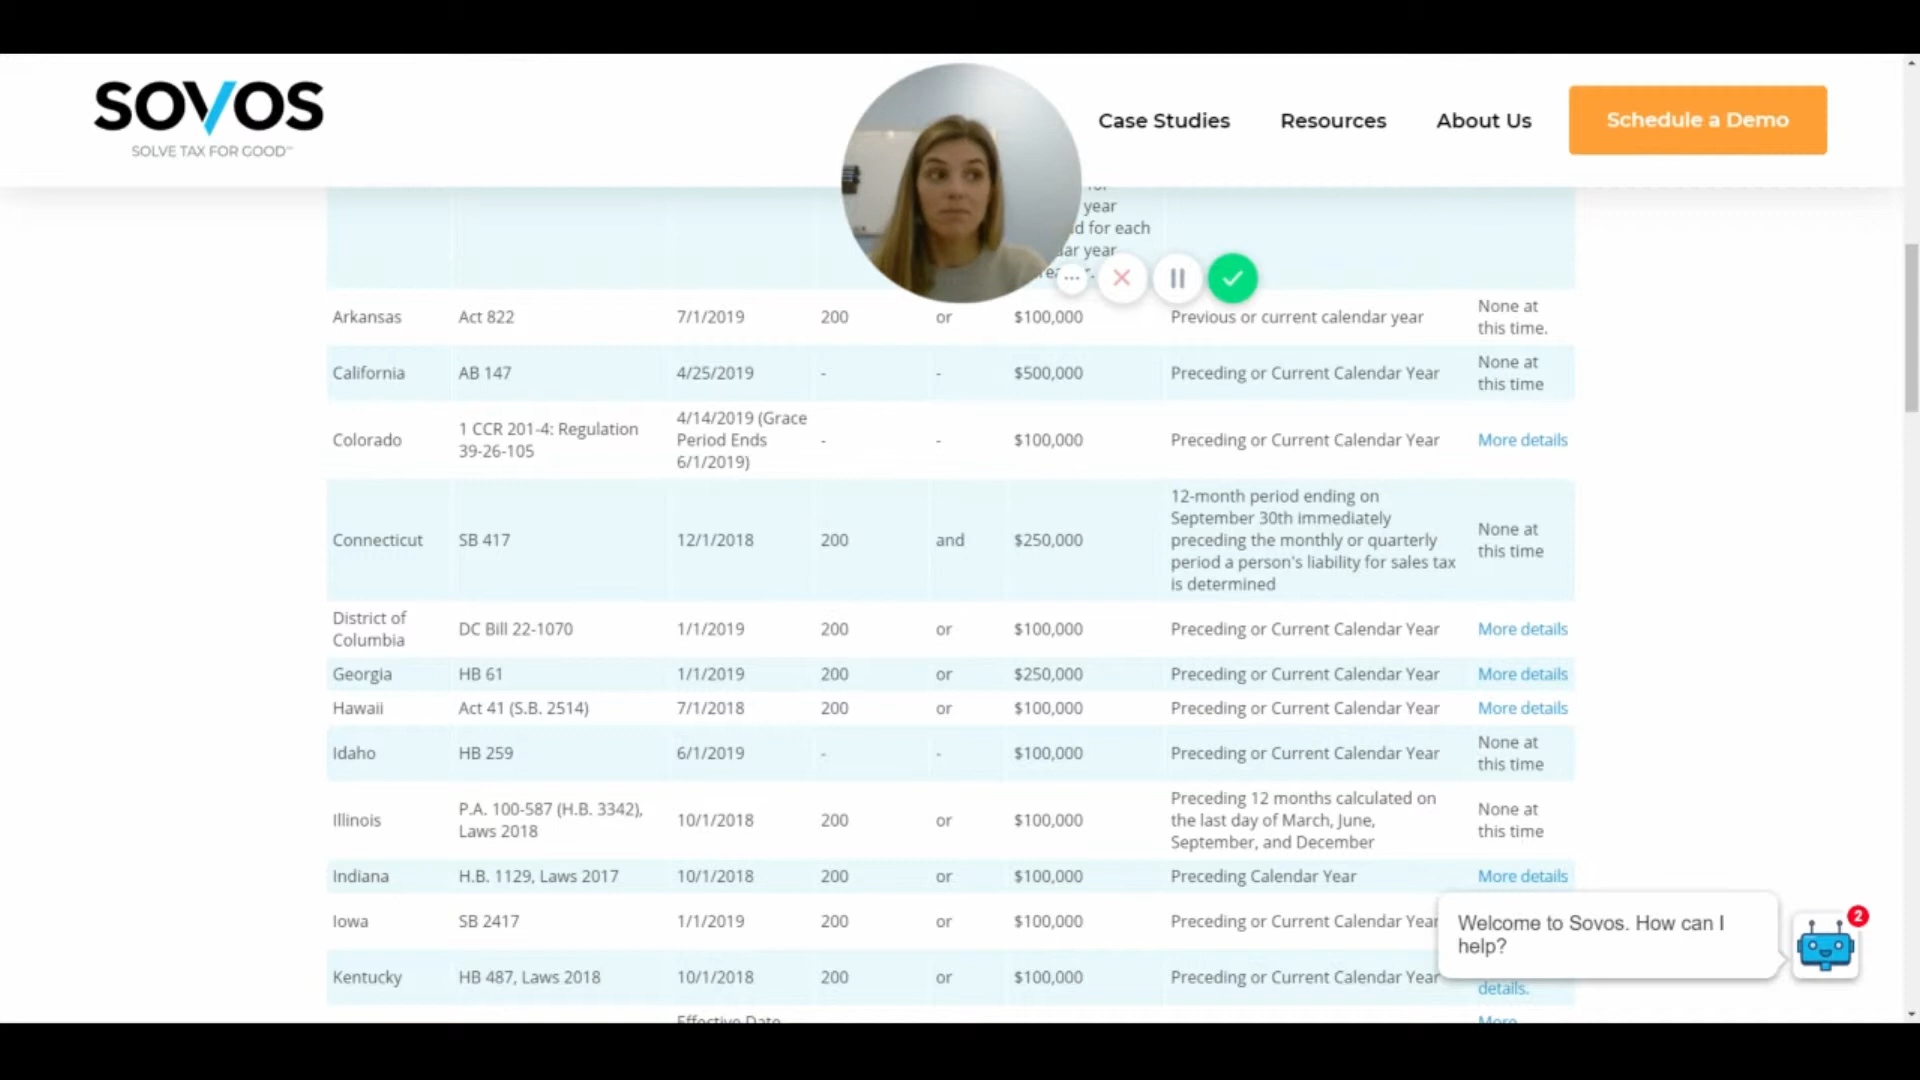 SOVOS
SOLVE TAX FOR GOOD™
Case Studies
Resources
About Us
Schedule a Demo
year
for each
year
Arkansas Act 822 7/1/2019 200 or $100,000 Previous or current calendar year None at
this time.
California AB 147 4/25/2019 - - $500,000 Preceding or Current Calendar Year None at
this time
Colorado 1 CCR 201-4: Regulation
39-26-105 4/14/2019 (Grace
Period Ends
6/1/2019) - - $100,000 Preceding or Current Calendar Year More details
Connecticut SB 417 12/1/2018 200 and $250,000 12-month period ending on
September 30th immediately
preceding the monthly or quarterly
period a person's liability for sales tax
is determined None at
this time
District of
Columbia DC Bill 22-1070 1/1/2019 200 or $100,000 Preceding or Current Calendar Year More details
Georgia HB 61 1/1/2019 200 or $250,000 Preceding or Current Calendar Year More details
Hawaii Act 41 (S.B. 2514) 7/1/2018 200 or $100,000 Preceding or Current Calendar Year More details
Idaho HB 259 6/1/2019 - - $100,000 Preceding or Current Calendar Year None at
this time
Illinois P.A. 100-587 (H.B. 3342),
Laws 2018 10/1/2018 200 or $100,000 Preceding 12 months calculated on
the last day of March, June,
September, and December None at
this time
Indiana H.B. 1129, Laws 2017 10/1/2018 200 or $100,000 Preceding Calendar Year More details
Iowa SB 2417 1/1/2019 200 or $100,000 Preceding or Current Calendar Year
Kentucky HB 487, Laws 2018 10/1/2018 200 or $100,000 Preceding or Current Calendar Year
details.
Effective Date
More
Welcome to Sovos. How can I
help?
2